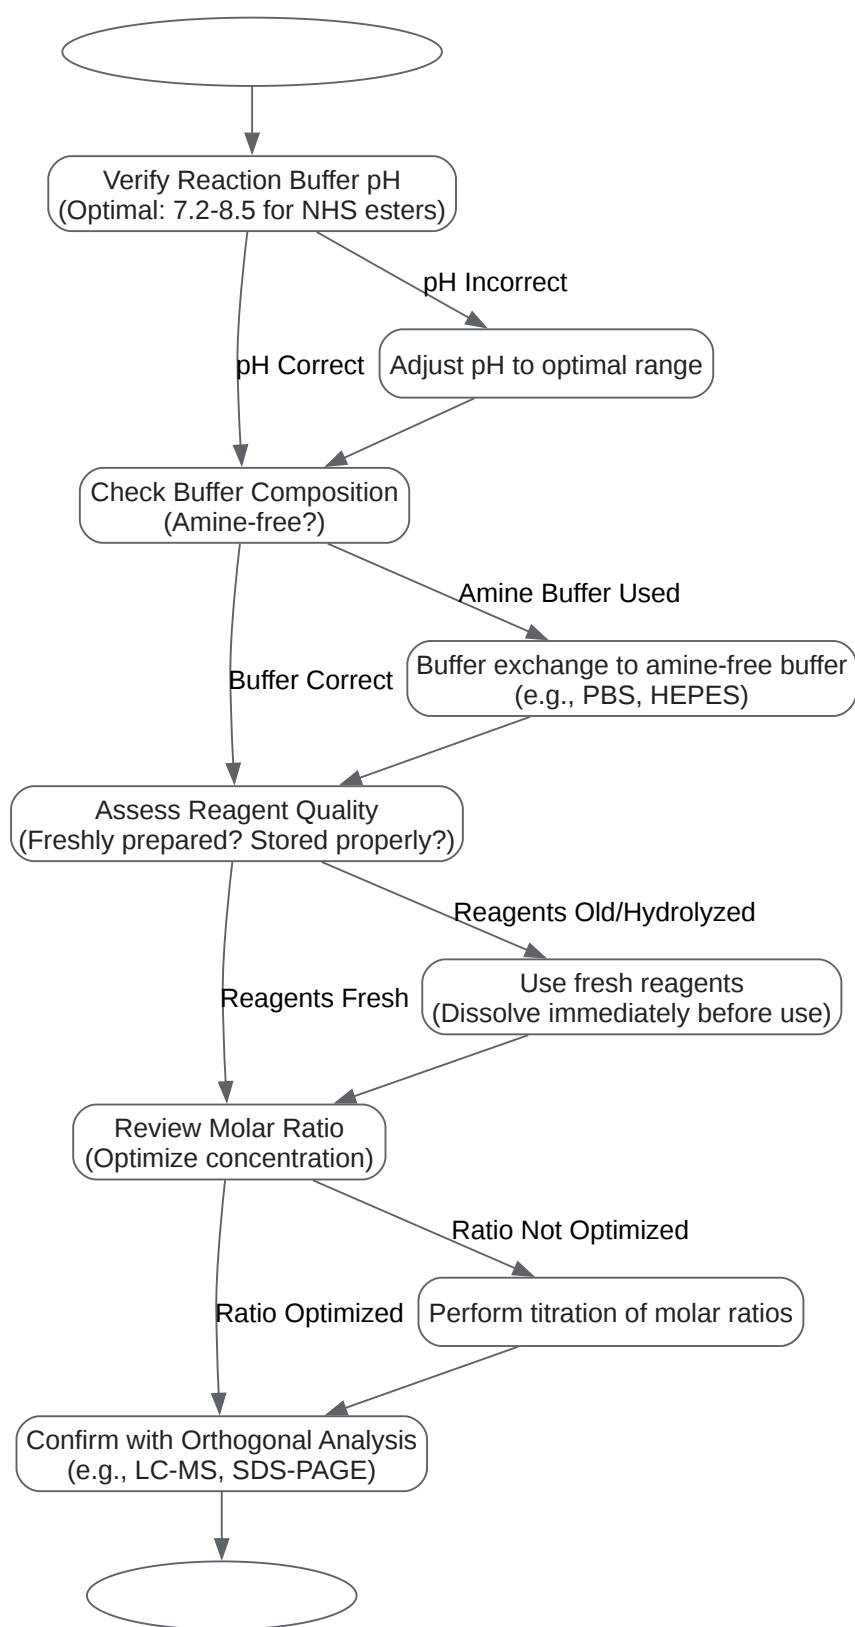 Verify Reaction Buffer pH
(Optimal: 7.2-8.5 for NHS esters)
pH Incorrect
pH Correct
Adjust pH to optimal range
Check Buffer Composition
(Amine-free?)
Amine Buffer Used
Buffer Correct
Buffer exchange to amine-free buffer
(e.g., PBS, HEPES)
Assess Reagent Quality
(Freshly prepared? Stored properly?)
Reagents Old/Hydrolyzed
Reagents Fresh
Use fresh reagents
(Dissolve immediately before use)
Review Molar Ratio
(Optimize concentration)
Ratio Not Optimized
Ratio Optimized
Perform titration of molar ratios
Confirm with Orthogonal Analysis
(e.g., LC-MS, SDS-PAGE)